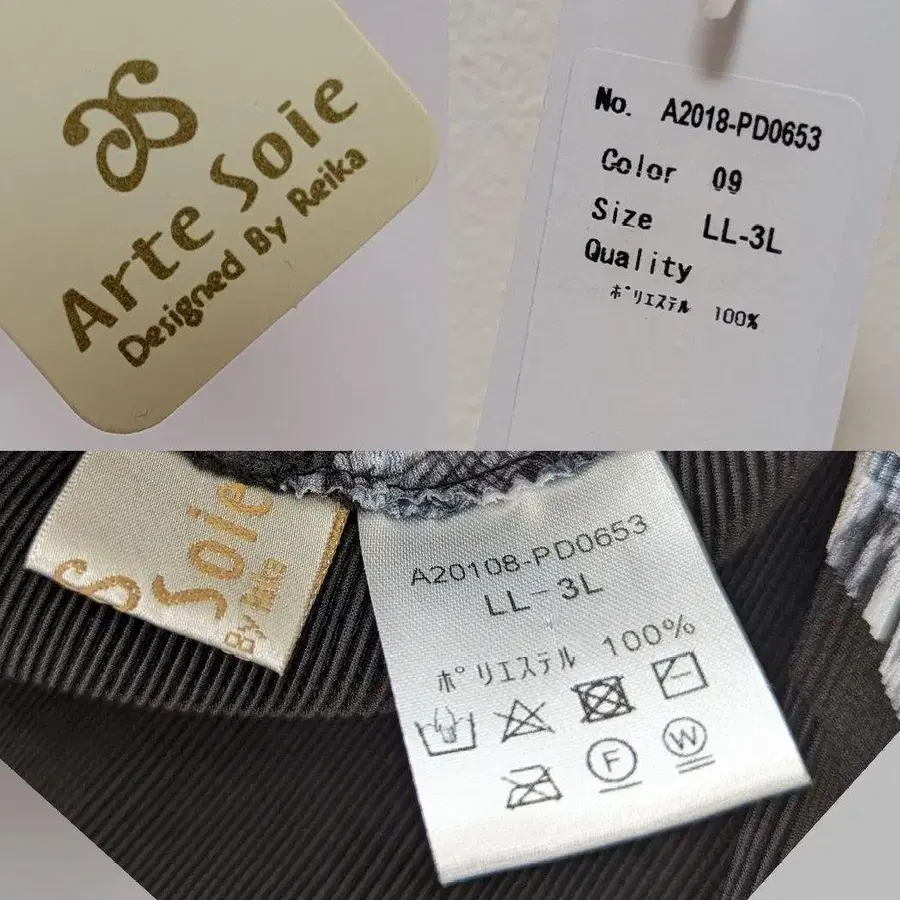 Arte Soie
Designed By Reika
No. A2018-PD0653
Color 09
Size LL-3L
Quality
ポリエステル 100%
Soie
By Reika
A20108-PD0653
LL-3L
ポリエステル 100%
F
W